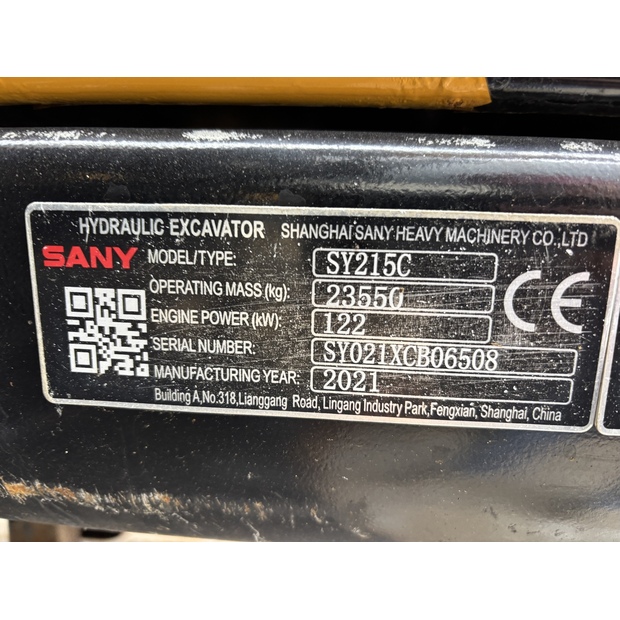 HYDRAULIC EXCAVATOR SHANGHAI SANY HEAVY MACHINERY CO.,LTD
SANY MODEL/TYPE: SY215C
OPERATING MASS(kg): 23550
ENGINE POWER(kW): 122
CE
SERIAL NUMBER: SY021XCB06508
MANUFACTURING YEAR: 2021
Building A,No.318,Lianggang Road, Lingang Industry Park,Fengxian, Shanghai, China